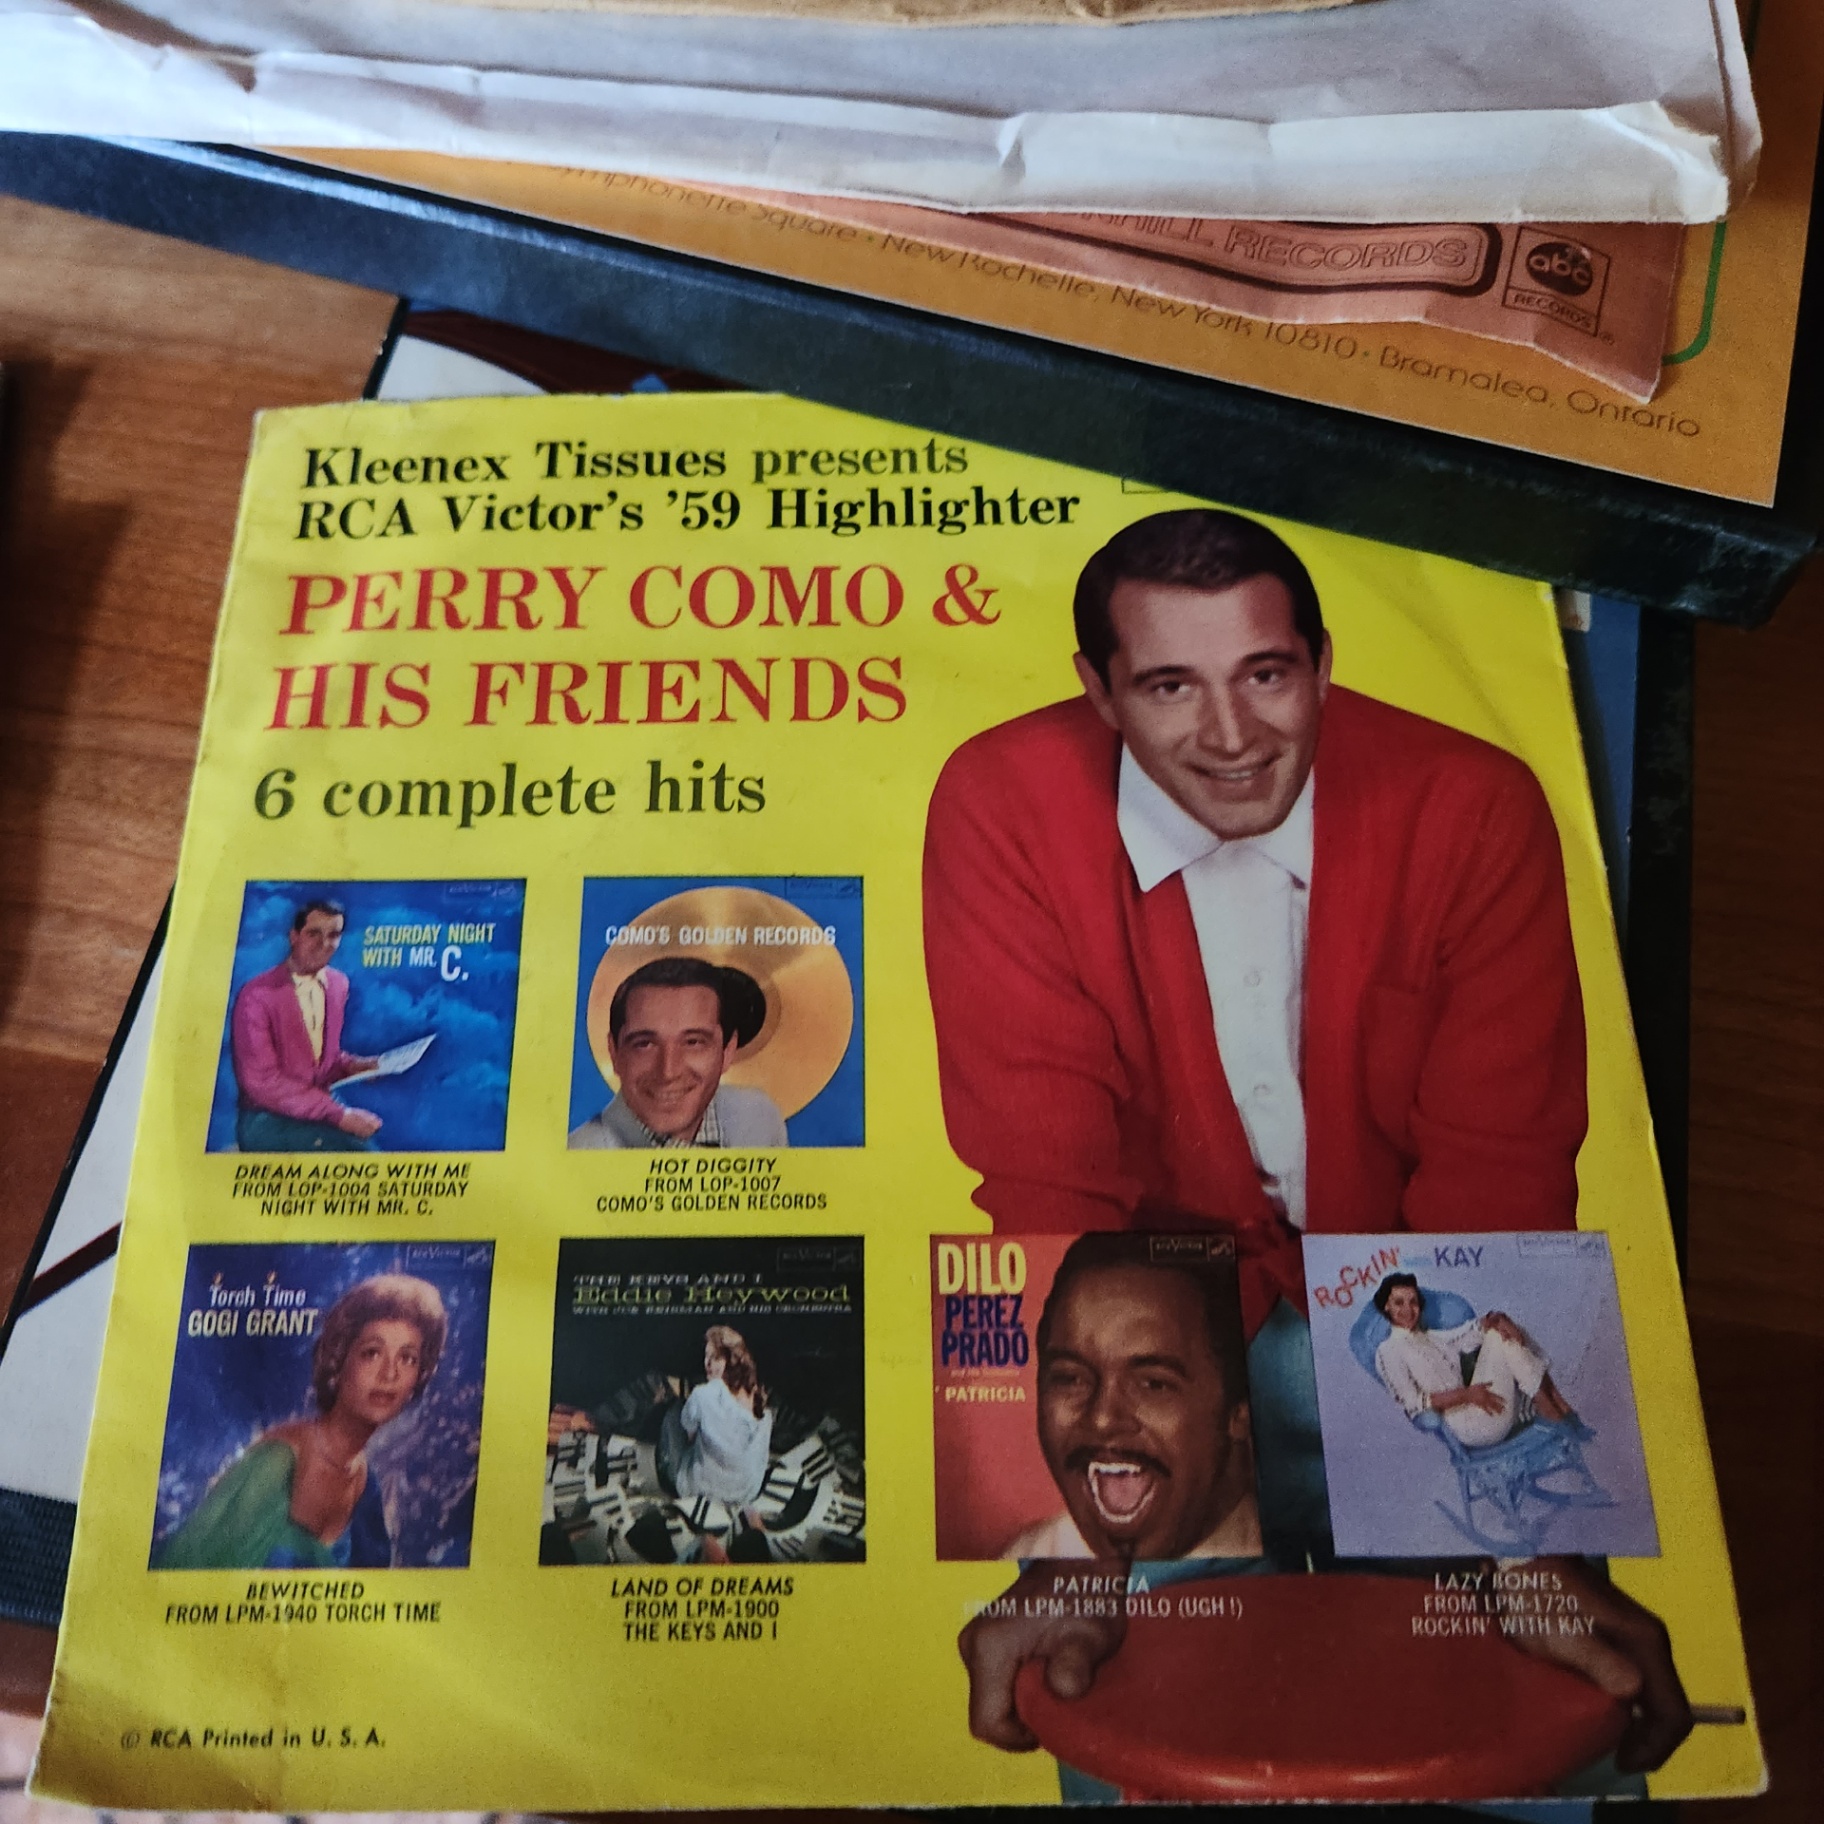 Square • New Rochelle, New York 10810 • Bramalea, Ontario
RECORDS
abc
RECORDS
Kleenex Tissues presents
RCA Victor's '59 Highlighter
PERRY COMO &
HIS FRIENDS
6 complete hits
SATURDAY NIGHT
WITH MR. C.
COMO'S GOLDEN RECORDS
DREAM ALONG WITH ME
FROM LOP-1004 SATURDAY
NIGHT WITH MR. C.
HOT DIGGITY
FROM LOP-1007
COMO'S GOLDEN RECORDS
Torch Time
GOGI GRANT
THE KEYS AND I
Eddie Heywood
DILO
PEREZ
PRADO
PATRICIA
ROCKIN' KAY
BEWITCHED
FROM LPM-1940 TORCH TIME
LAND OF DREAMS
FROM LPM-1900
THE KEYS AND I
PATRICIA
FROM LPM-1883 DILO (UGH!)
LAZY BONES
FROM LPM-1720
ROCKIN' WITH KAY
© RCA Printed in U. S. A.